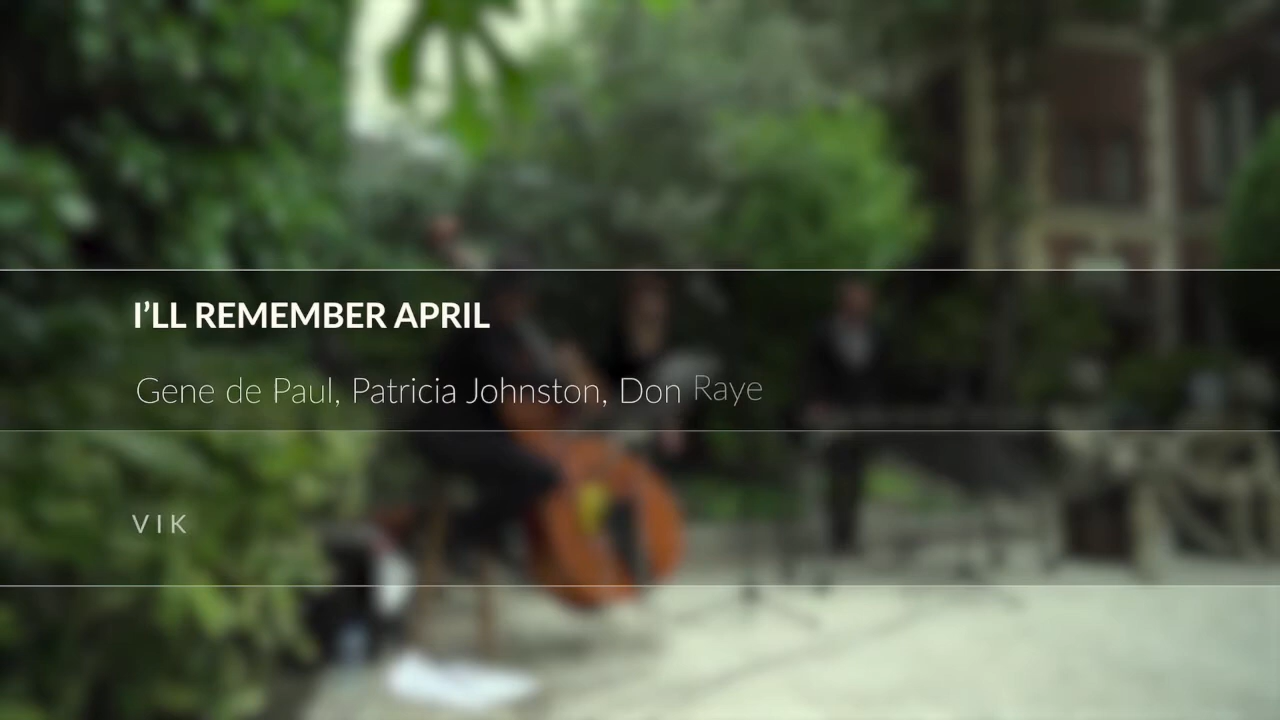 I’LL REMEMBER APRIL
Gene de Paul, Patricia Johnston, Don Raye
VIK